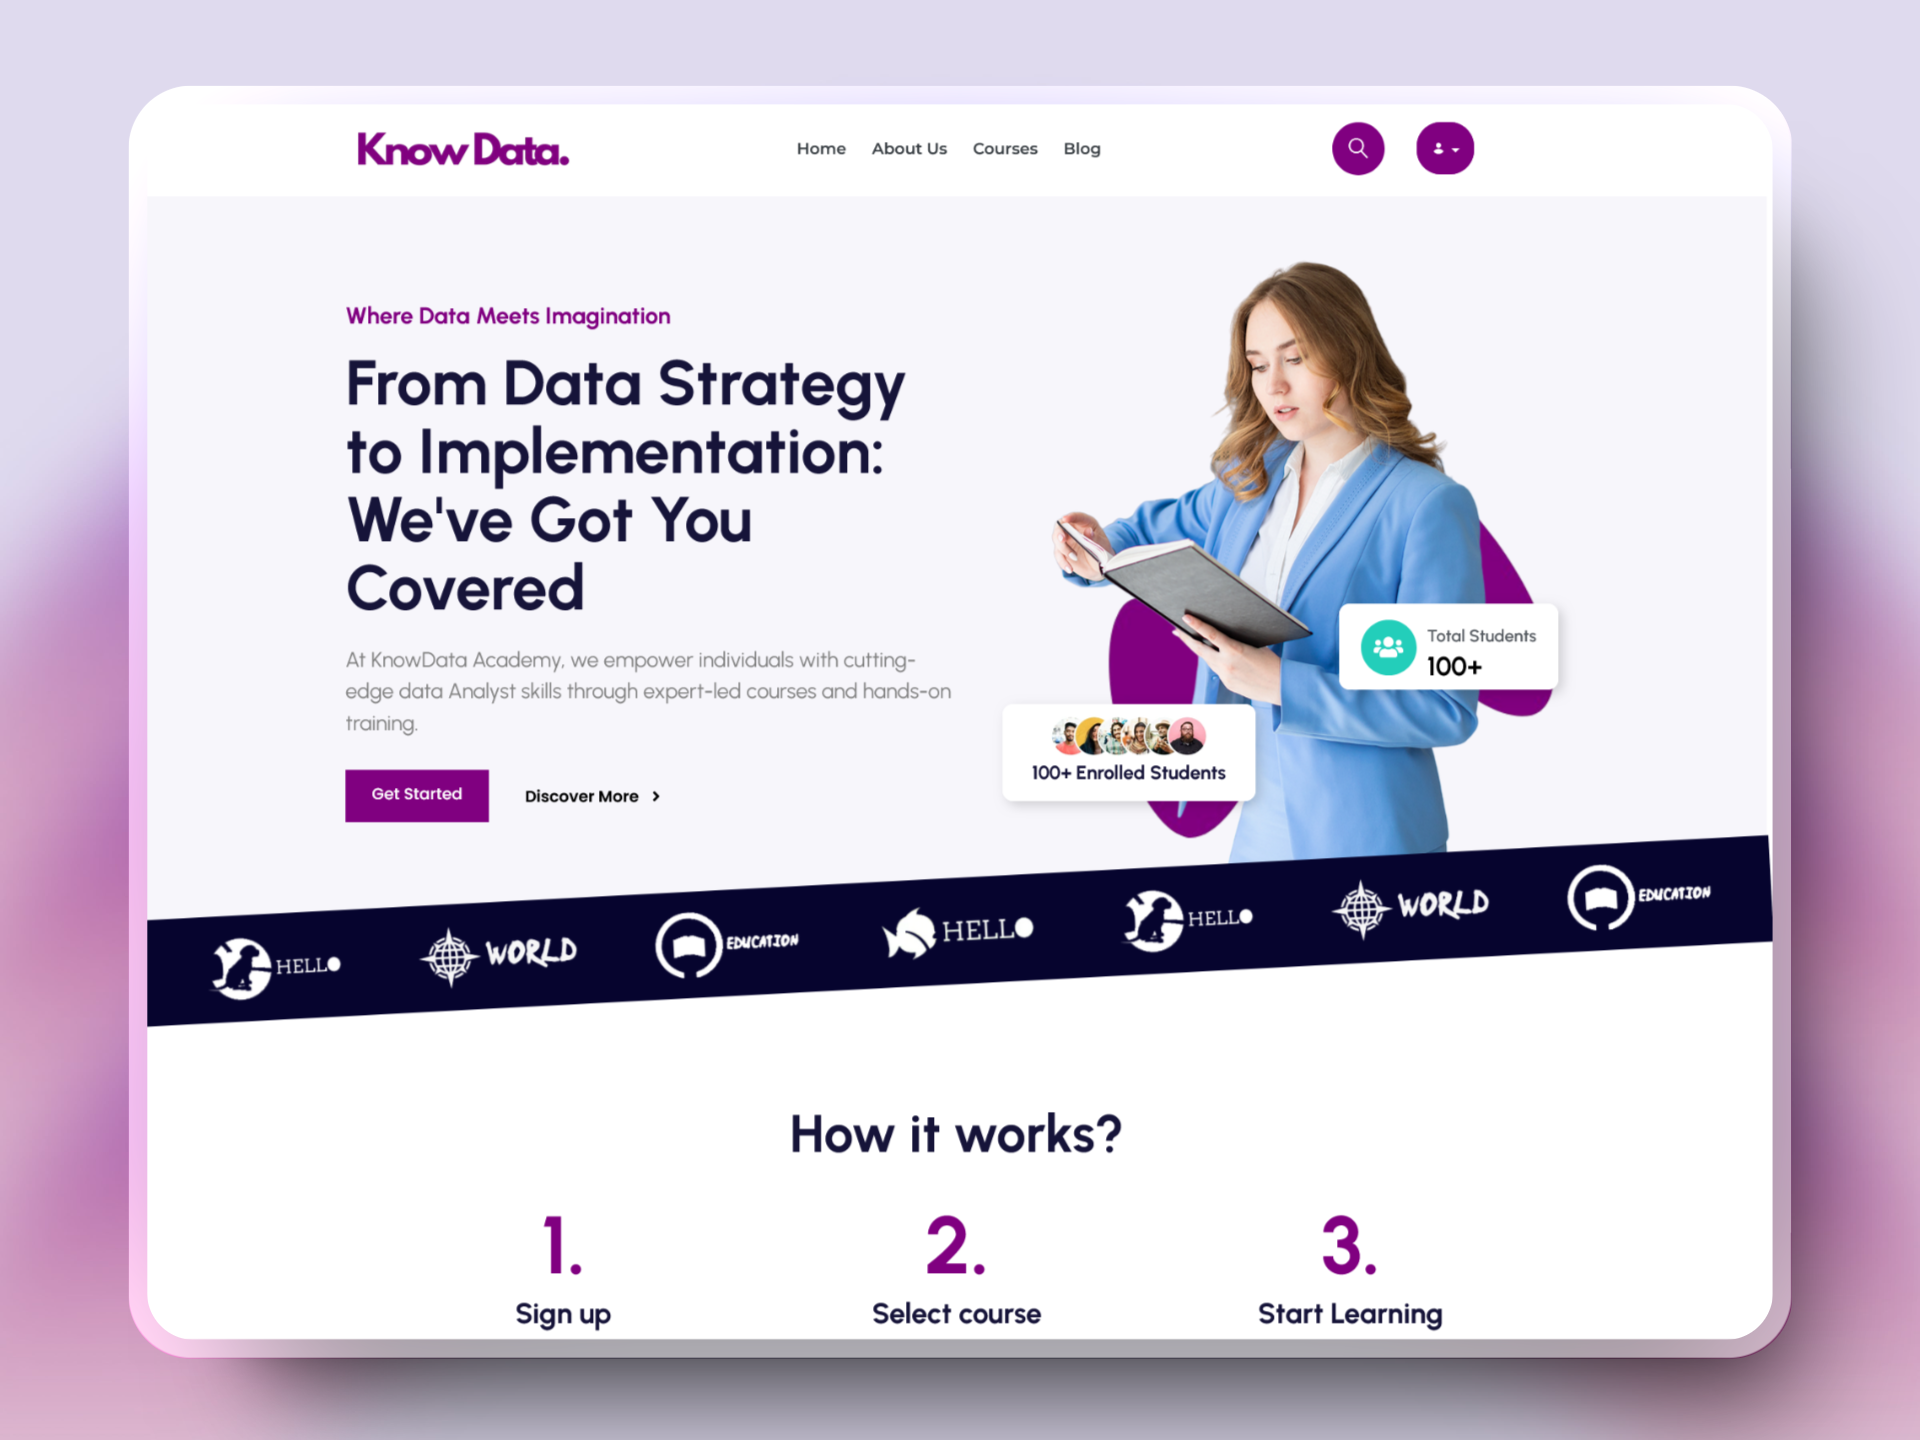 Know Data.
Home About Us Courses Blog
Where Data Meets Imagination
From Data Strategy
to Implementation:
We've Got You
Covered
At KnowData Academy, we empower individuals with cutting-
edge data Analyst skills through expert-led courses and hands-on
training.
Get Started Discover More
Total Students
100+
100+ Enrolled Students
HELLO WORLD EDUCATION HELLO HELLO WORLD EDUCATION
How it works?
1. 2. 3.
Sign up Select course Start Learning